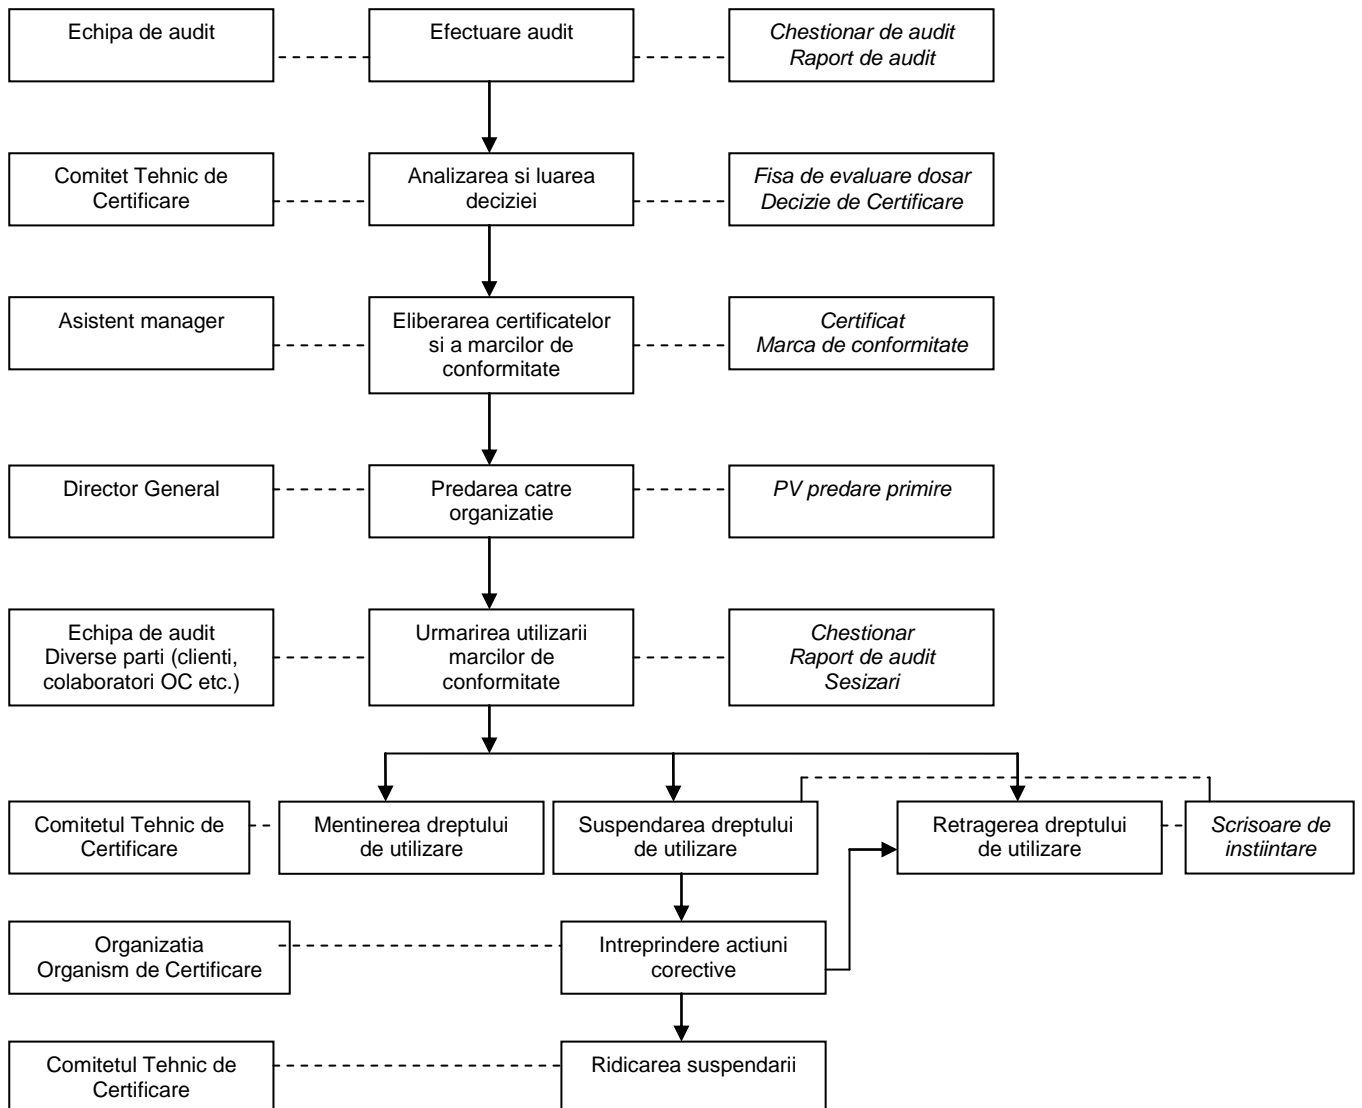 Echipa de audit
Efectuare audit
Chestionar de audit
Raport de audit
Comitet Tehnic de
Certificare
Analizarea si luarea
deciziei
Fisa de evaluare dosar
Decizie de Certificare
Asistent manager
Eliberarea certificatelor
si a marcilor de
conformitate
Certificat
Marca de conformitate
Director General
Predarea catre
organizatie
PV predare primire
Echipa de audit
Diverse parti (clienti,
colaboratori OC etc.)
Urmarirea utilizarii
marcilor de
conformitate
Chestionar
Raport de audit
Sesizari
Comitetul Tehnic de
Certificare
Mentinerea dreptului
de utilizare
Suspendarea dreptului
de utilizare
Retragerea dreptului
de utilizare
Scrisoare de
instiintare
Organizatia
Organism de Certificare
Intreprindere actiuni
corective
Comitetul Tehnic de
Certificare
Ridicarea suspendarii